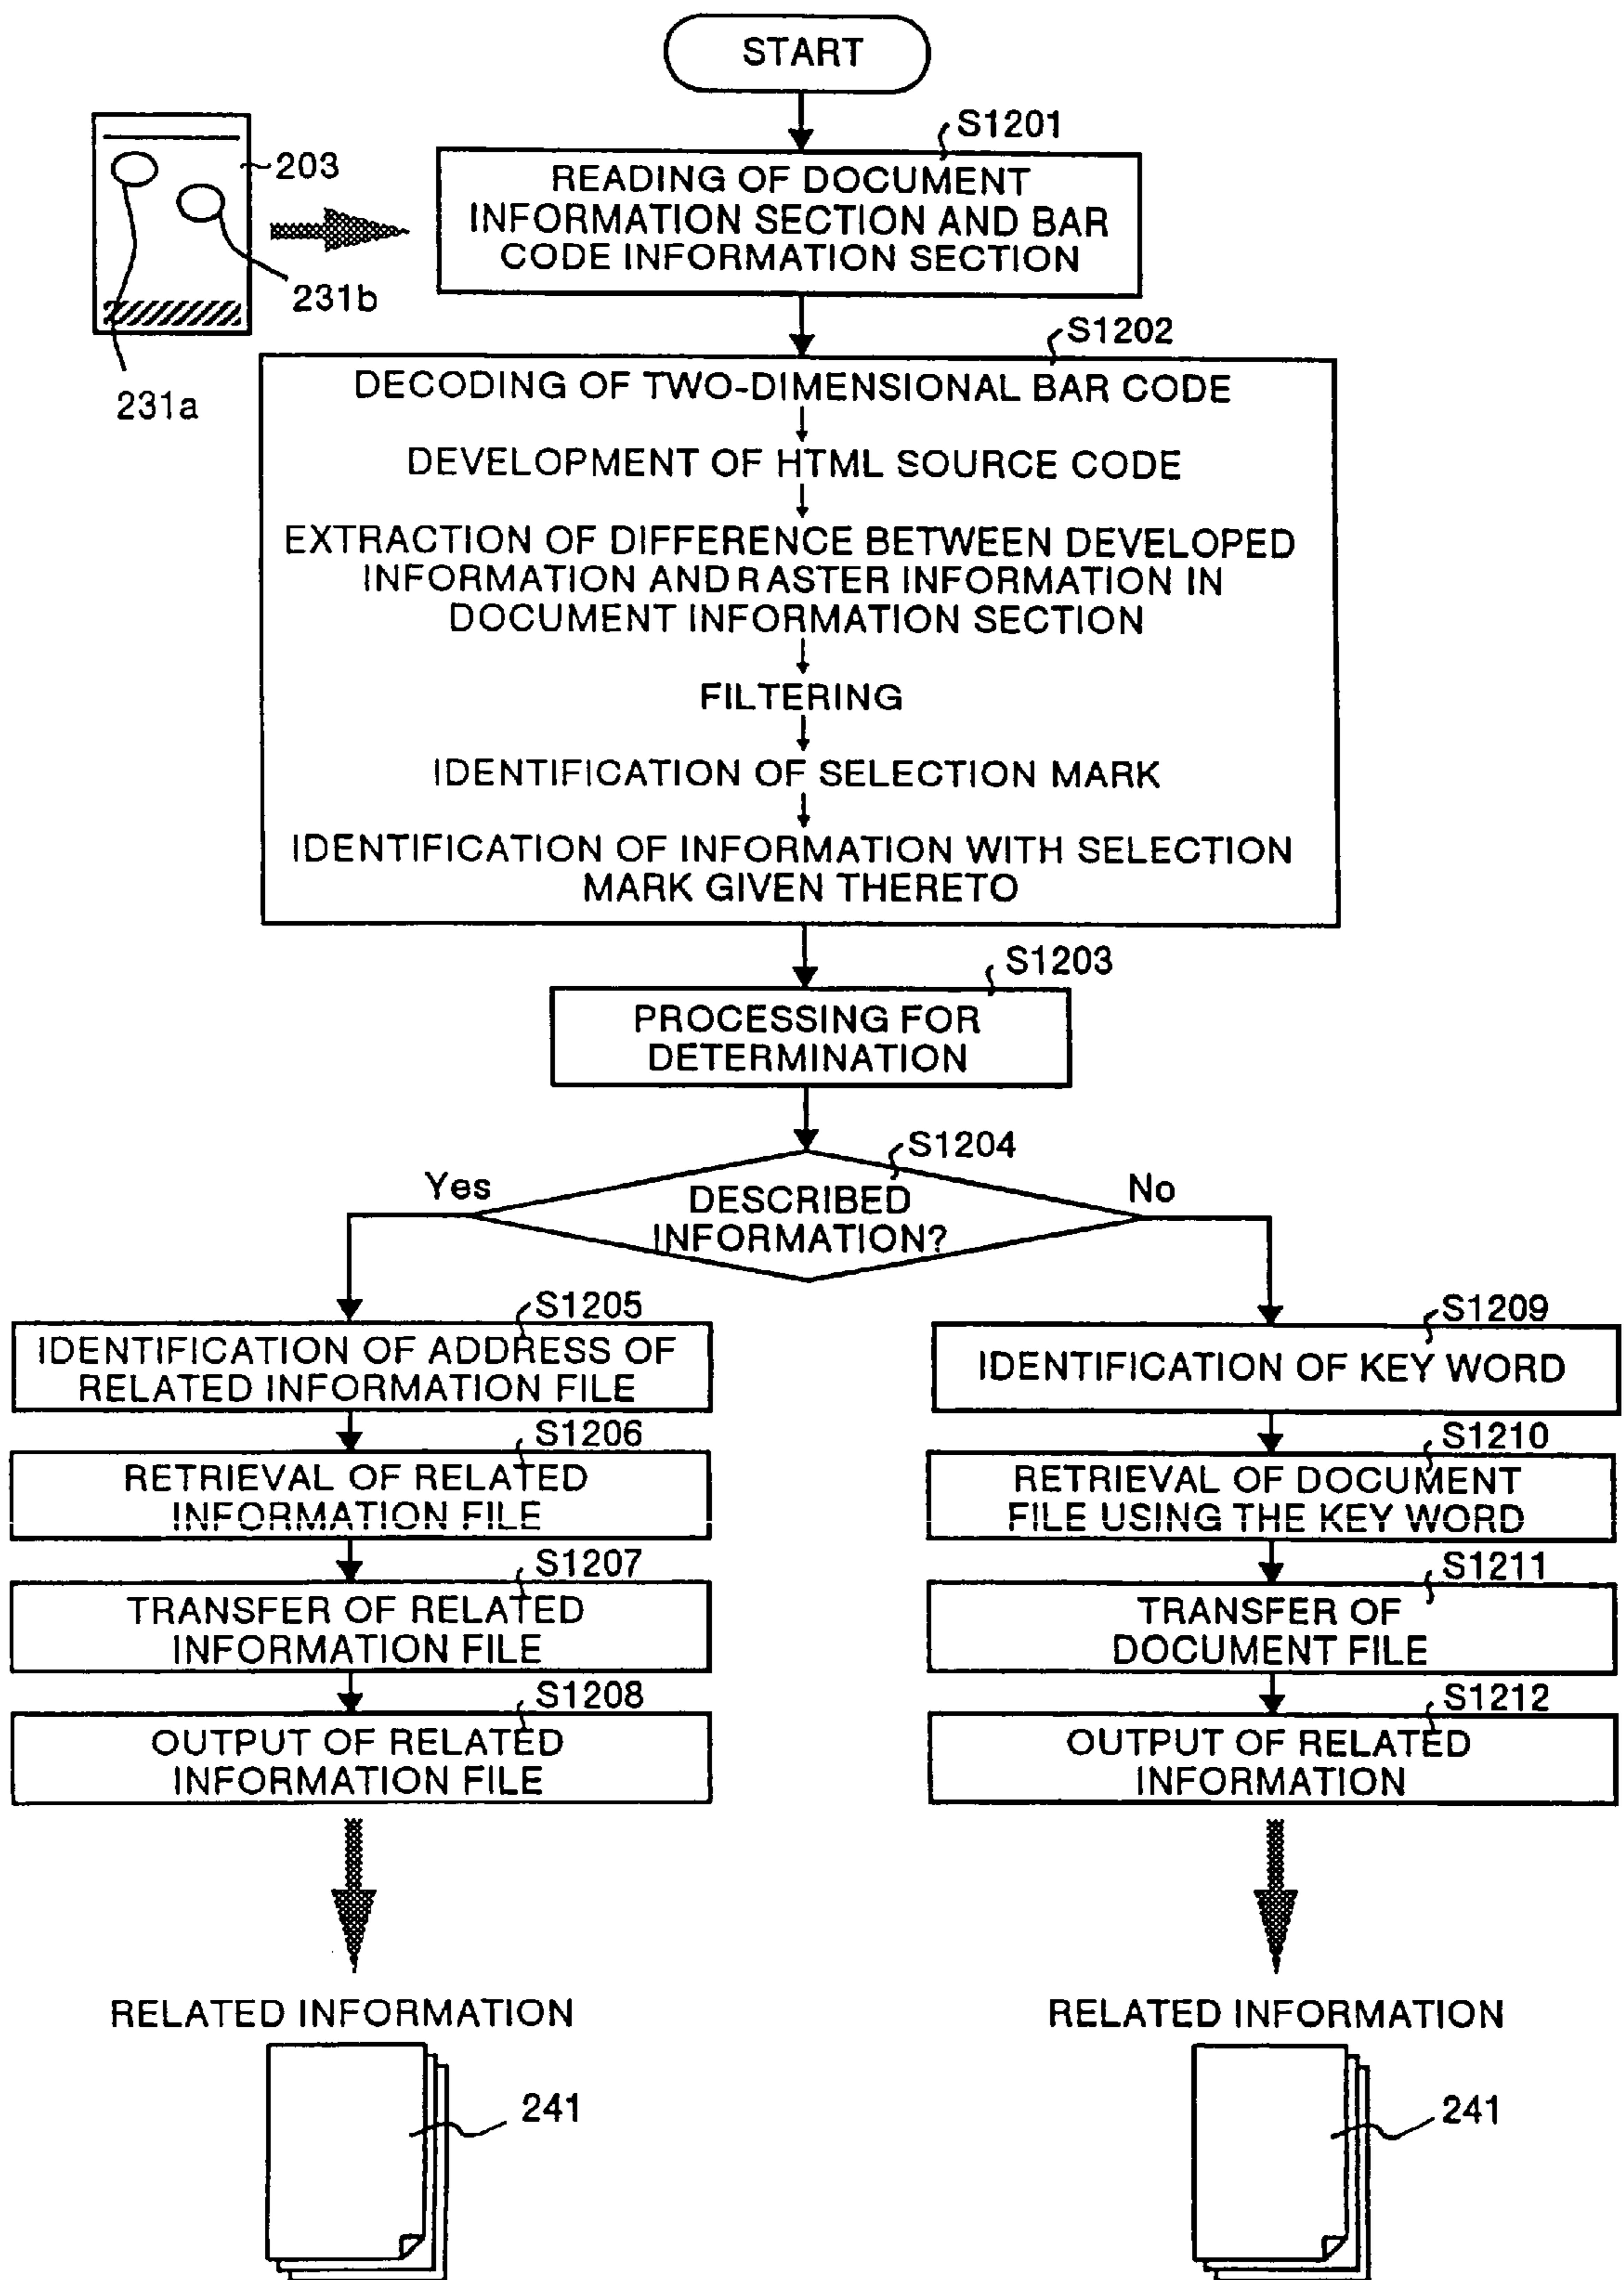 START
S1201
203
READING OF DOCUMENT
INFORMATION SECTION AND BAR
CODE INFORMATION SECTION
231b
231a
S1202
DECODING OF TWO-DIMENSIONAL BAR CODE
DEVELOPMENT OF HTML SOURCE CODE
EXTRACTION OF DIFFERENCE BETWEEN DEVELOPED
INFORMATION AND RASTER INFORMATION IN
DOCUMENT INFORMATION SECTION
FILTERING
IDENTIFICATION OF SELECTION MARK
IDENTIFICATION OF INFORMATION WITH SELECTION
MARK GIVEN THERETO
S1203
PROCESSING FOR
DETERMINATION
S1204
Yes
No
DESCRIBED
INFORMATION?
S1205
IDENTIFICATION OF ADDRESS OF
RELATED INFORMATION FILE
S1206
RETRIEVAL OF RELATED
INFORMATION FILE
S1207
TRANSFER OF RELATED
INFORMATION FILE
S1208
OUTPUT OF RELATED
INFORMATION FILE
RELATED INFORMATION
241
S1209
IDENTIFICATION OF KEY WORD
S1210
RETRIEVAL OF DOCUMENT
FILE USING THE KEY WORD
S1211
TRANSFER OF
DOCUMENT FILE
S1212
OUTPUT OF RELATED
INFORMATION
RELATED INFORMATION
241